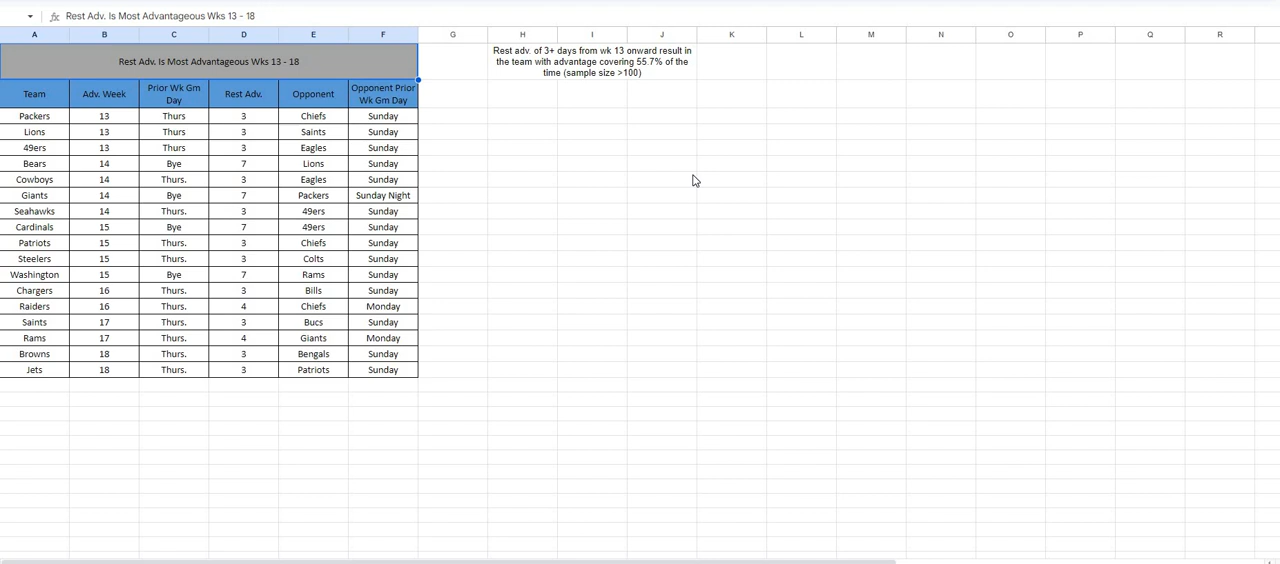 Rest Adv. Is Most Advantageous Wks 13 - 18
A B C D E F G H I J K L M N O P Q R
Rest Adv. Is Most Advantageous Wks 13 - 18
Rest adv. of 3+ days from wk 13 onward result in
the team with advantage covering 55.7% of the
time (sample size >100)
Team Adv. Week Prior Wk Gm Day Rest Adv. Opponent Opponent Prior Wk Gm Day
Packers 13 Thurs 3 Chiefs Sunday
Lions 13 Thurs 3 Saints Sunday
49ers 13 Thurs 3 Eagles Sunday
Bears 14 Bye 7 Lions Sunday
Cowboys 14 Thurs. 3 Eagles Sunday
Giants 14 Bye 7 Packers Sunday Night
Seahawks 14 Thurs. 3 49ers Sunday
Cardinals 15 Bye 7 49ers Sunday
Patriots 15 Thurs. 3 Chiefs Sunday
Steelers 15 Thurs. 3 Colts Sunday
Washington 15 Bye 7 Rams Sunday
Chargers 16 Thurs. 3 Bills Sunday
Raiders 16 Thurs. 4 Chiefs Monday
Saints 17 Thurs. 3 Bucs Sunday
Rams 17 Thurs. 4 Giants Monday
Browns 18 Thurs. 3 Bengals Sunday
Jets 18 Thurs. 3 Patriots Sunday